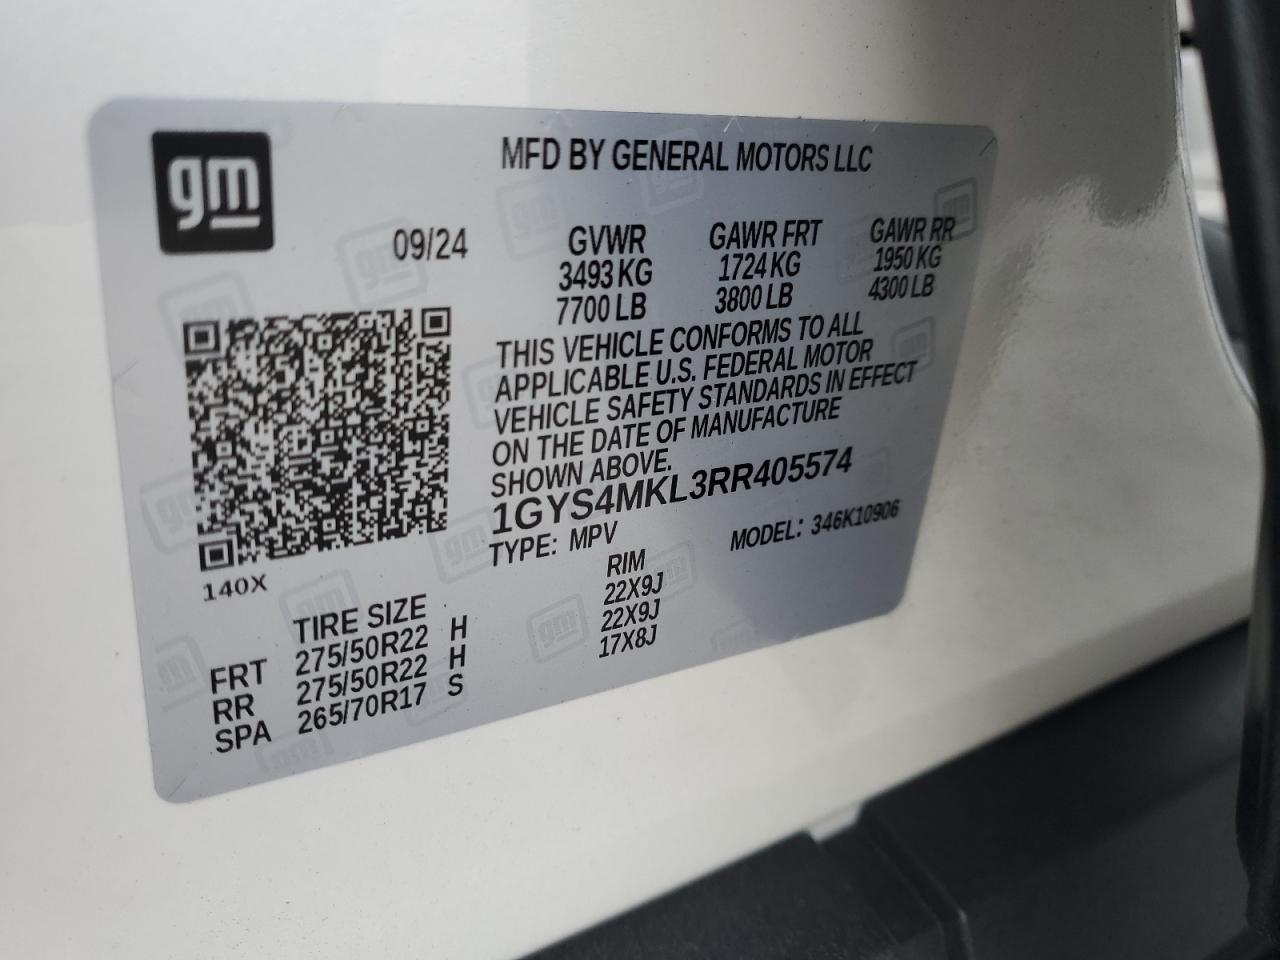 gm
MFD BY GENERAL MOTORS LLC
09/24
GVWR
3493 KG
7700 LB
GAWR FRT
1724 KG
3800 LB
GAWR RR
1950 KG
4300 LB
THIS VEHICLE CONFORMS TO ALL
APPLICABLE U.S. FEDERAL MOTOR
VEHICLE SAFETY STANDARDS IN EFFECT
ON THE DATE OF MANUFACTURE
SHOWN ABOVE.
1GYS4MKL3RR405574
TYPE: MPV MODEL: 346K10906
140X
TIRE SIZE RIM
FRT 275/50R22 H 22X9J
RR 275/50R22 H 22X9J
SPA 265/70R17 S 17X8J